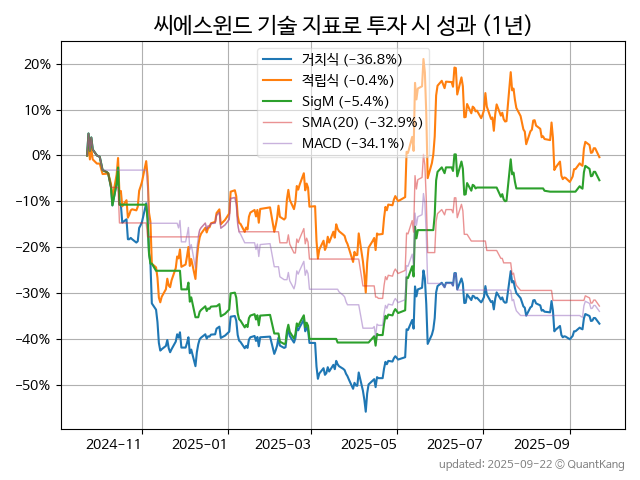 씨에스윈드 기술 지표로 투자 시 성과 (1년)
거치식 (−36.8%)
적립식 (−0.4%)
SigM (−5.4%)
SMA(20) (−32.9%)
MACD (−34.1%)
20%
10%
0%
−10%
−20%
−30%
−40%
−50%
2024-11 2025-01 2025-03 2025-05 2025-07 2025-09
updated: 2025-09-22 © QuantKang